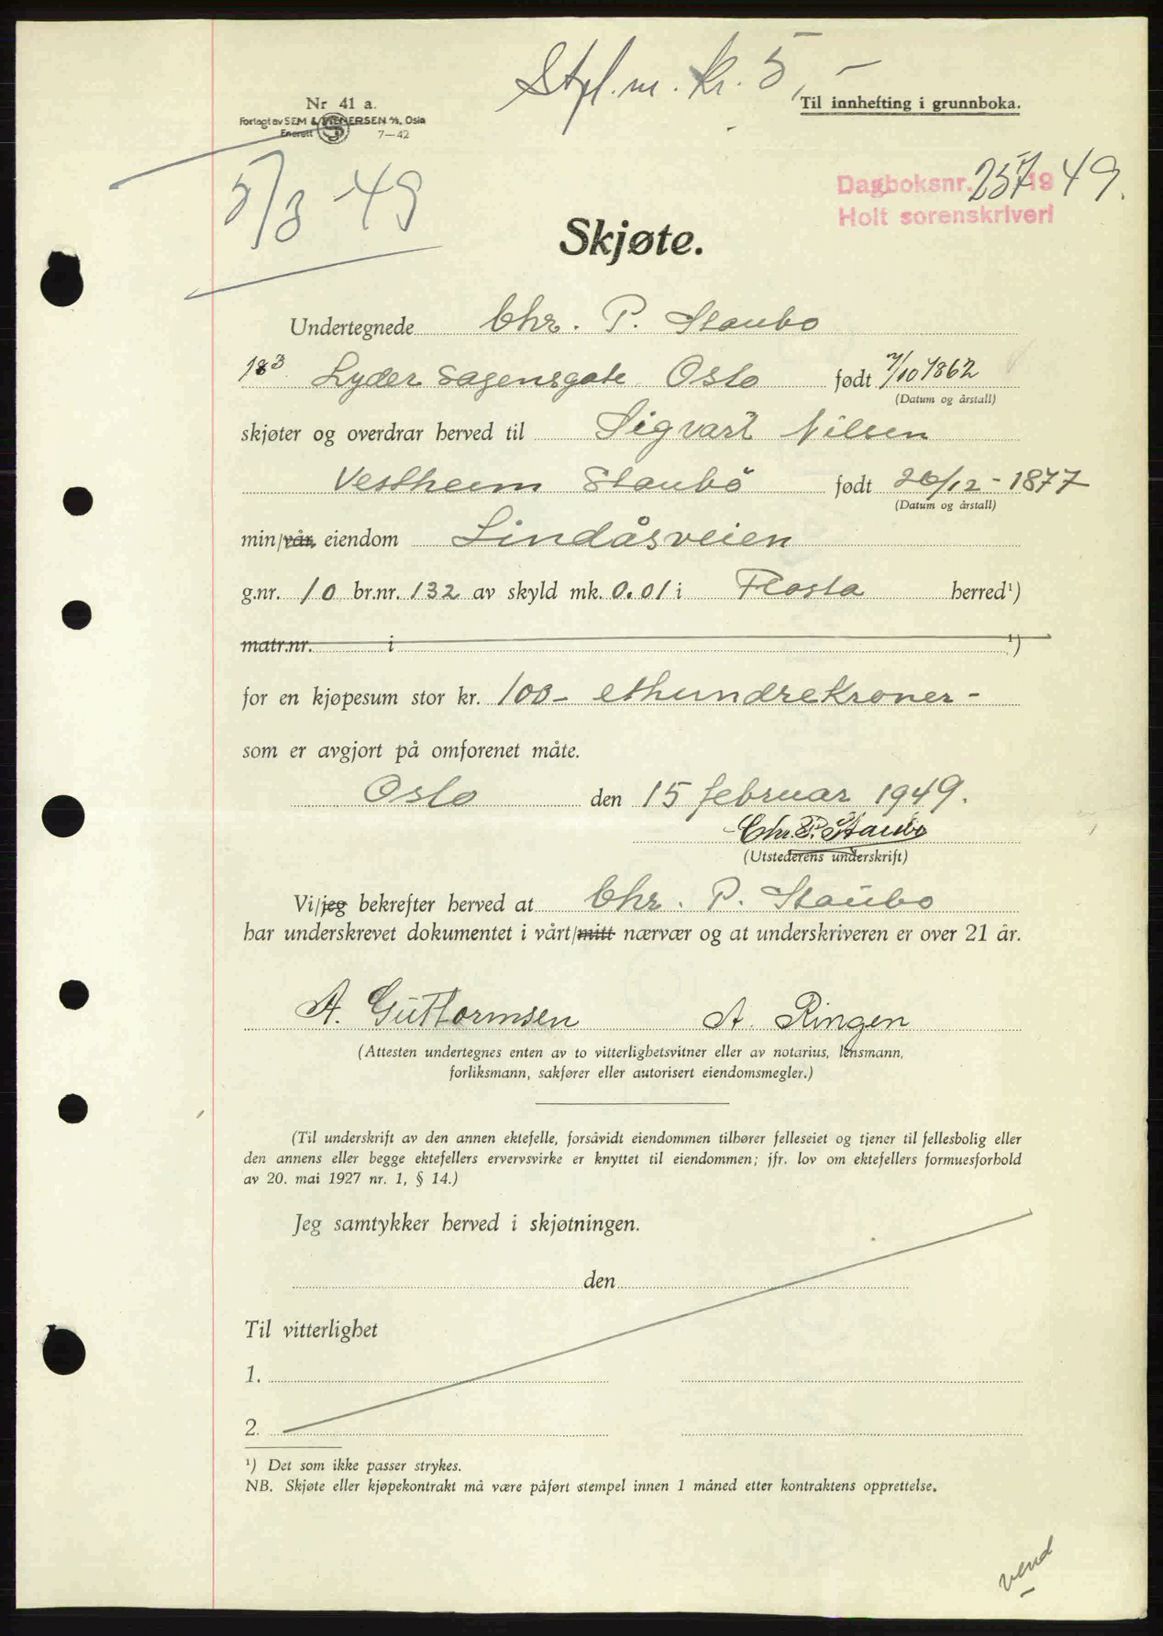 Stpl.m. Kr. 5,-
Nr 41 a.
Forlagt av SEM & STENERSEN A/S, Oslo
Enerett 7—42
Til innhefting i grunnboka.
5/3-49
Dagboksnr. 257 1949.
Holt sorenskriveri
Skjøte.
Undertegnede Chr. P. Staubo
Lyder Sagensgate Oslo født 7/10 1862
(Datum og årstall)
skjøter og overdrar herved til Sigvart Nilsen
Vestheim Staubø født 26/12-1877
(Datum og årstall)
min/vår eiendom Lindåsveien
g.nr. 10 br.nr. 132 av skyld mk. 0.01 i Flosta herred¹)
matr.nr. i ¹)
for en kjøpesum stor kr. 100- ethundrekroner-
som er avgjort på omforenet måte.
Oslo den 15 februar 1949.
Chr. P. Staubo
(Utstederens underskrift)
Vi/jeg bekrefter herved at Chr. P. Staubo
har underskrevet dokumentet i vårt/mitt nærvær og at underskriveren er over 21 år.
A. Guttormsen A. Ringen
(Attesten undertegnes enten av to vitterlighetsvitner eller av notarius, lensmann,
forliksmann, sakfører eller autorisert eiendomsmegler.)
(Til underskrift av den annen ektefelle, forsåvidt eiendommen tilhører felleseiet og tjener til fellesbolig eller
den annens eller begge ektefellers ervervsvirke er knyttet til eiendommen; jfr. lov om ektefellers formuesforhold
av 20. mai 1927 nr. 1, § 14.)
Jeg samtykker herved i skjøtningen.
den
Til vitterlighet
1.
2.
¹) Det som ikke passer strykes.
NB. Skjøte eller kjøpekontrakt må være påført stempel innen 1 måned etter kontraktens opprettelse.
vend